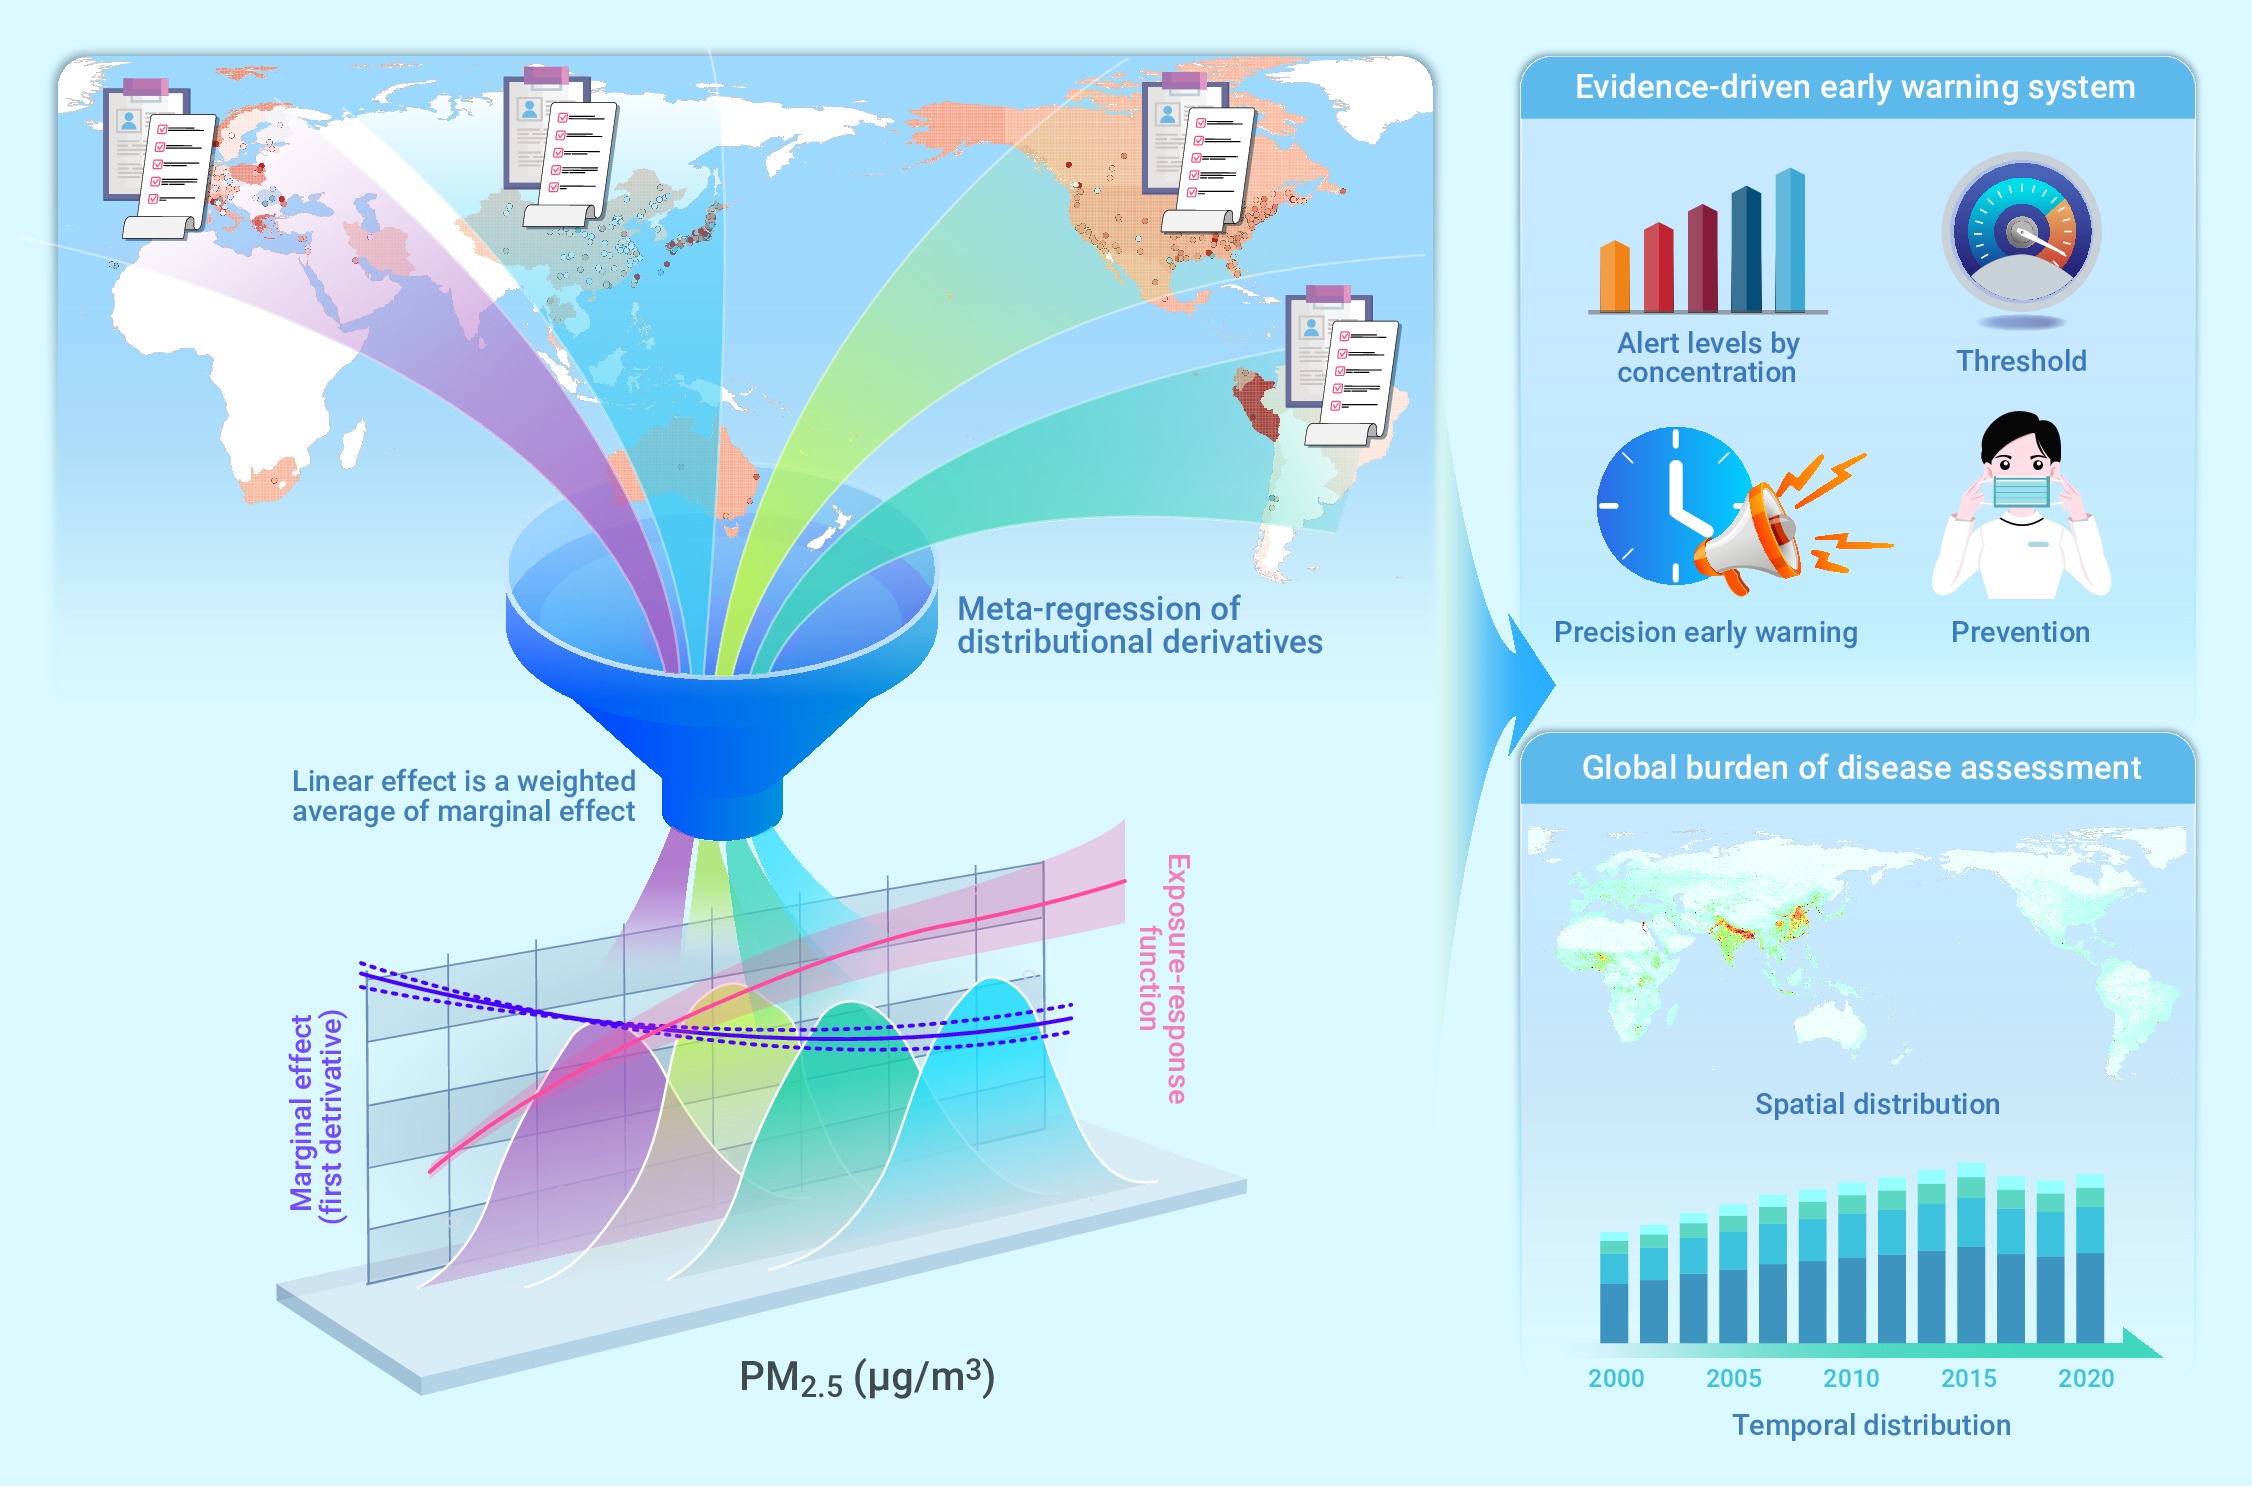 Evidence-driven early warning system
Alert levels by
concentration
Threshold
Precision early warning
Prevention
Meta-regression of
distributional derivatives
Linear effect is a weighted
average of marginal effect
Marginal effect
(first detrivative)
Exposure-response
function
PM2.5 (µg/m³)
Global burden of disease assessment
Spatial distribution
2000 2005 2010 2015 2020
Temporal distribution